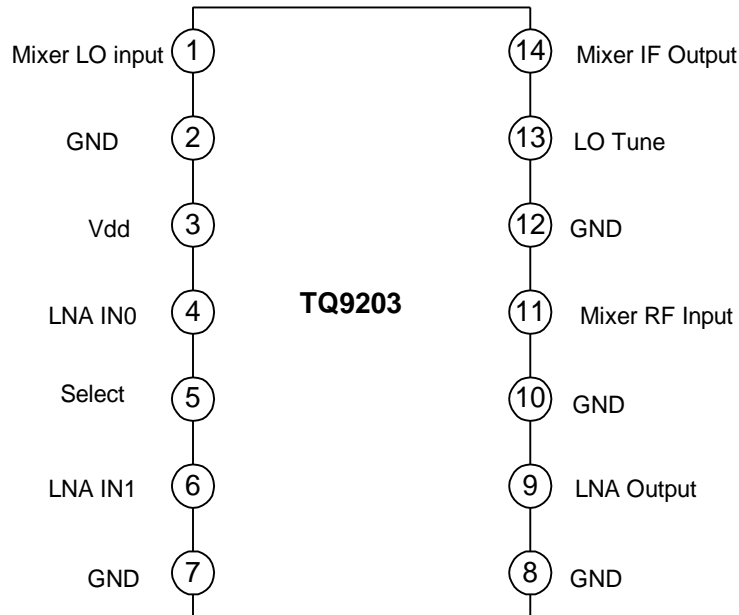 Mixer LO input 1 14 Mixer IF Output
GND 2 13 LO Tune
Vdd 3 12 GND
TQ9203
LNA IN0 4 11 Mixer RF Input
Select 5 10 GND
LNA IN1 6 9 LNA Output
GND 7 8 GND